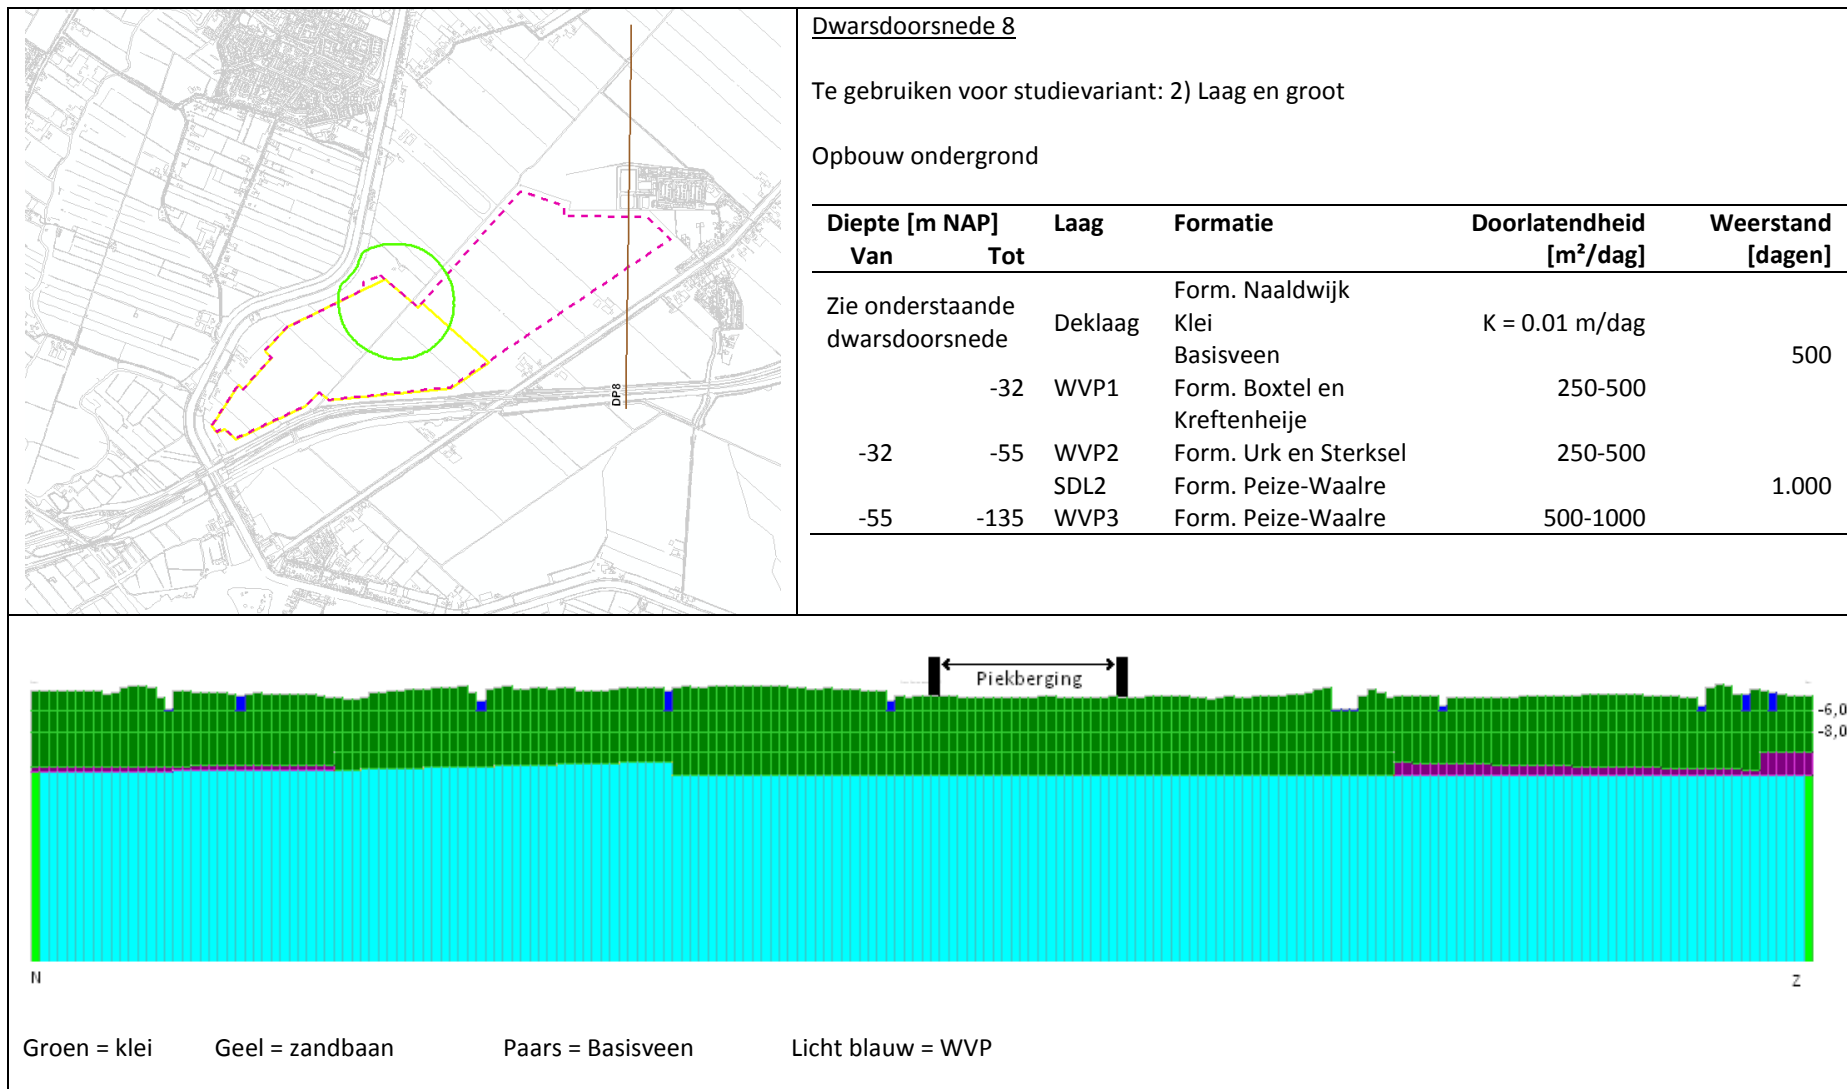 Dwarsdoorsnede 8
Te gebruiken voor studievariant: 2) Laag en groot
Opbouw ondergrond
Diepte [m NAP] Laag Formatie Doorlatendheid Weerstand
Van Tot [m²/dag] [dagen]
Zie onderstaande dwarsdoorsnede Deklaag Form. Naaldwijk
Klei K = 0.01 m/dag
Basisveen 500
-32 WVP1 Form. Boxtel en 250-500
Kreftenheije
-32 -55 WVP2 Form. Urk en Sterksel 250-500
SDL2 Form. Peize-Waalre 1.000
-55 -135 WVP3 Form. Peize-Waalre 500-1000
DP8
Piekberging
-6,0
-8,0
N Z
Groen = klei Geel = zandbaan Paars = Basisveen Licht blauw = WVP